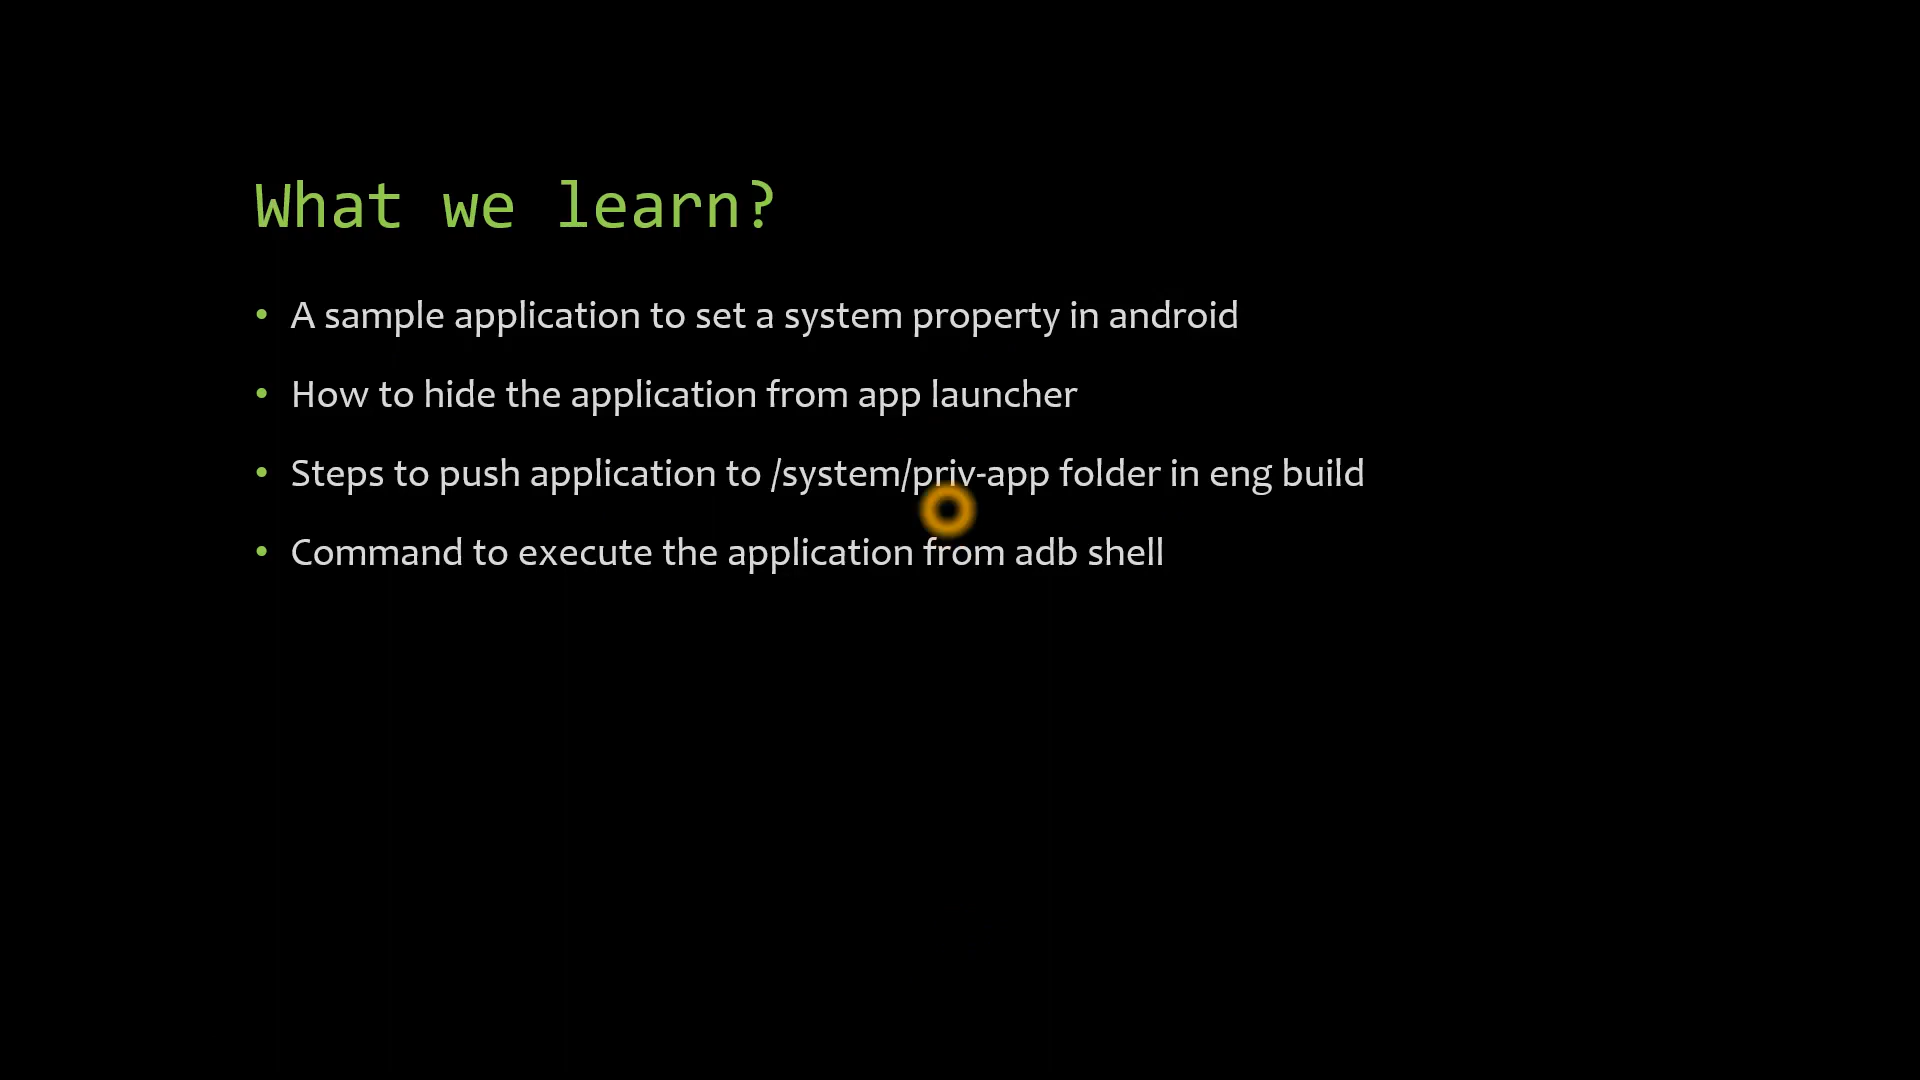 What we learn?
• A sample application to set a system property in android
• How to hide the application from app launcher
• Steps to push application to /system/priv-app folder in eng build
• Command to execute the application from adb shell